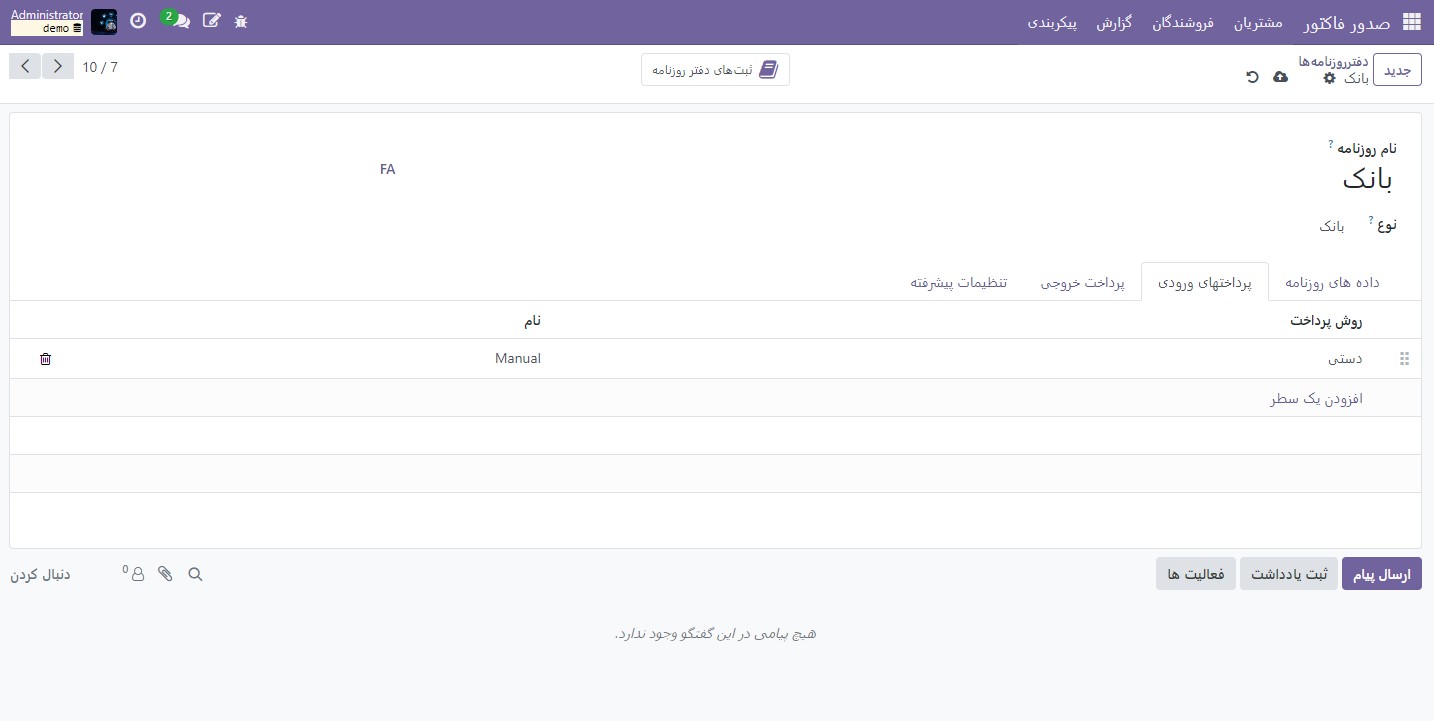 صدور فاکتور
مشتریان
فروشندگان
گزارش
پیکربندی
2
Administrator
demo
جدید
دفترروزنامه‌ها
بانک
ثبت‌های دفتر روزنامه
10 / 7
نام روزنامه ?
بانک
FA
نوع ?
بانک
داده های روزنامه
پرداختهای ورودی
پرداخت خروجی
تنظیمات پیشرفته
روش پرداخت
نام
دستی
Manual
افزودن یک سطر
ارسال پیام
ثبت یادداشت
فعالیت ها
0
دنبال کردن
هیچ پیامی در این گفتگو وجود ندارد.